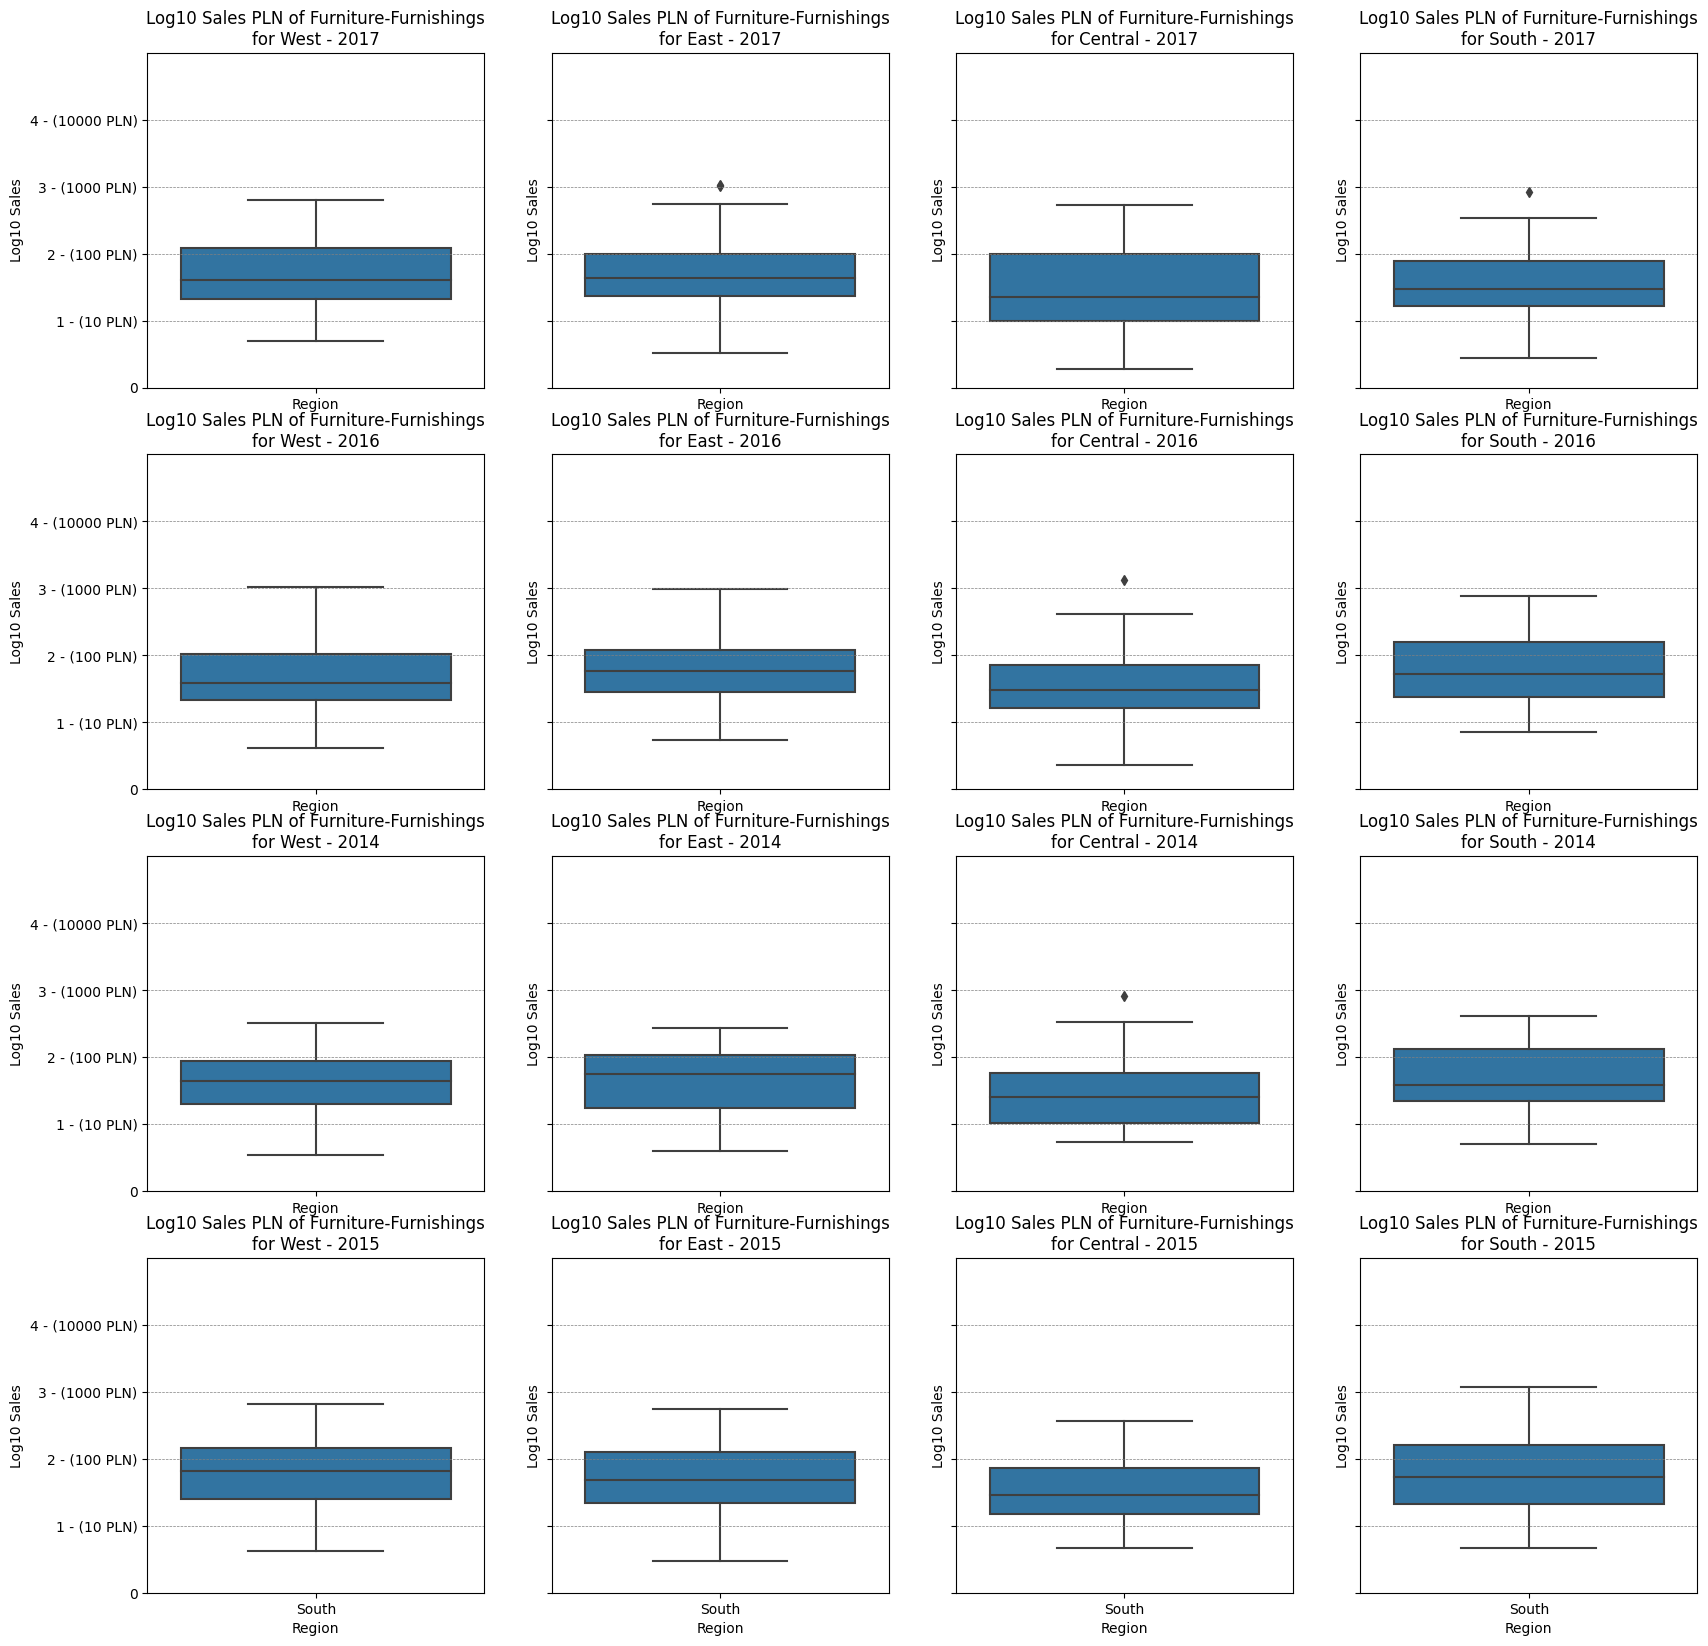 Log10 Sales PLN of Furniture-Furnishings
for West - 2017
Log10 Sales
4 - (10000 PLN)
3 - (1000 PLN)
2 - (100 PLN)
1 - (10 PLN)
0
Region
Log10 Sales PLN of Furniture-Furnishings
for East - 2017
Log10 Sales
Region
Log10 Sales PLN of Furniture-Furnishings
for Central - 2017
Log10 Sales
Region
Log10 Sales PLN of Furniture-Furnishings
for South - 2017
Log10 Sales
Region
Log10 Sales PLN of Furniture-Furnishings
for West - 2016
Log10 Sales
4 - (10000 PLN)
3 - (1000 PLN)
2 - (100 PLN)
1 - (10 PLN)
0
Region
Log10 Sales PLN of Furniture-Furnishings
for East - 2016
Log10 Sales
Region
Log10 Sales PLN of Furniture-Furnishings
for Central - 2016
Log10 Sales
Region
Log10 Sales PLN of Furniture-Furnishings
for South - 2016
Log10 Sales
Region
Log10 Sales PLN of Furniture-Furnishings
for West - 2014
Log10 Sales
4 - (10000 PLN)
3 - (1000 PLN)
2 - (100 PLN)
1 - (10 PLN)
0
Region
Log10 Sales PLN of Furniture-Furnishings
for East - 2014
Log10 Sales
Region
Log10 Sales PLN of Furniture-Furnishings
for Central - 2014
Log10 Sales
Region
Log10 Sales PLN of Furniture-Furnishings
for South - 2014
Log10 Sales
Region
Log10 Sales PLN of Furniture-Furnishings
for West - 2015
Log10 Sales
4 - (10000 PLN)
3 - (1000 PLN)
2 - (100 PLN)
1 - (10 PLN)
0
South
Region
Log10 Sales PLN of Furniture-Furnishings
for East - 2015
Log10 Sales
South
Region
Log10 Sales PLN of Furniture-Furnishings
for Central - 2015
Log10 Sales
South
Region
Log10 Sales PLN of Furniture-Furnishings
for South - 2015
Log10 Sales
South
Region